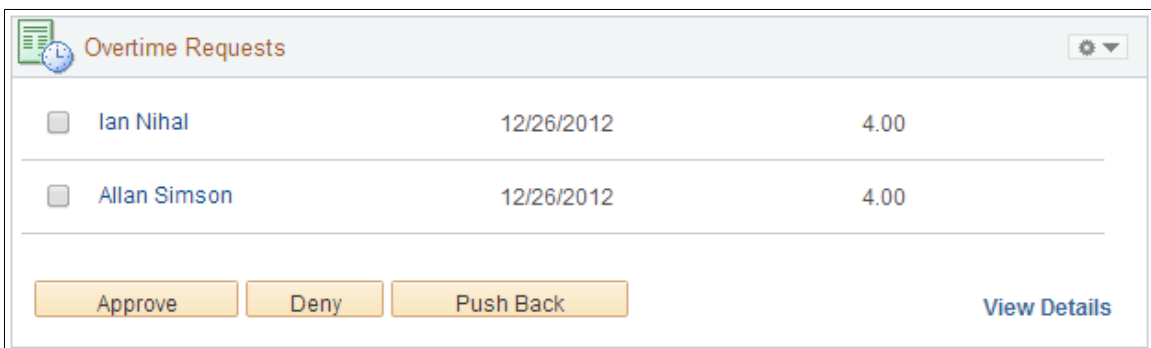 Overtime Requests
Ian Nihal 12/26/2012 4.00
Allan Simson 12/26/2012 4.00
Approve Deny Push Back View Details